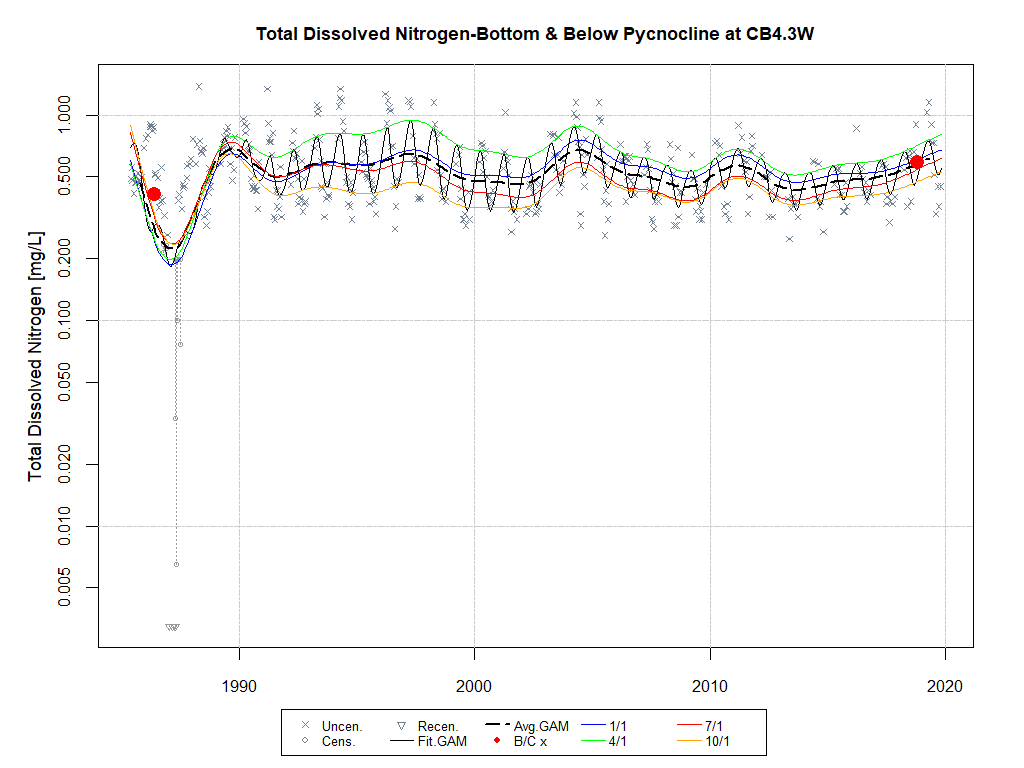 Total Dissolved Nitrogen-Bottom & Below Pycnocline at CB4.3W
Total Dissolved Nitrogen [mg/L]
1.000
0.500
0.200
0.100
0.050
0.020
0.010
0.005
1990 2000 2010 2020
Uncen. Recen. Avg.GAM 1/1 7/1
Cens. Fit.GAM B/C x 4/1 10/1